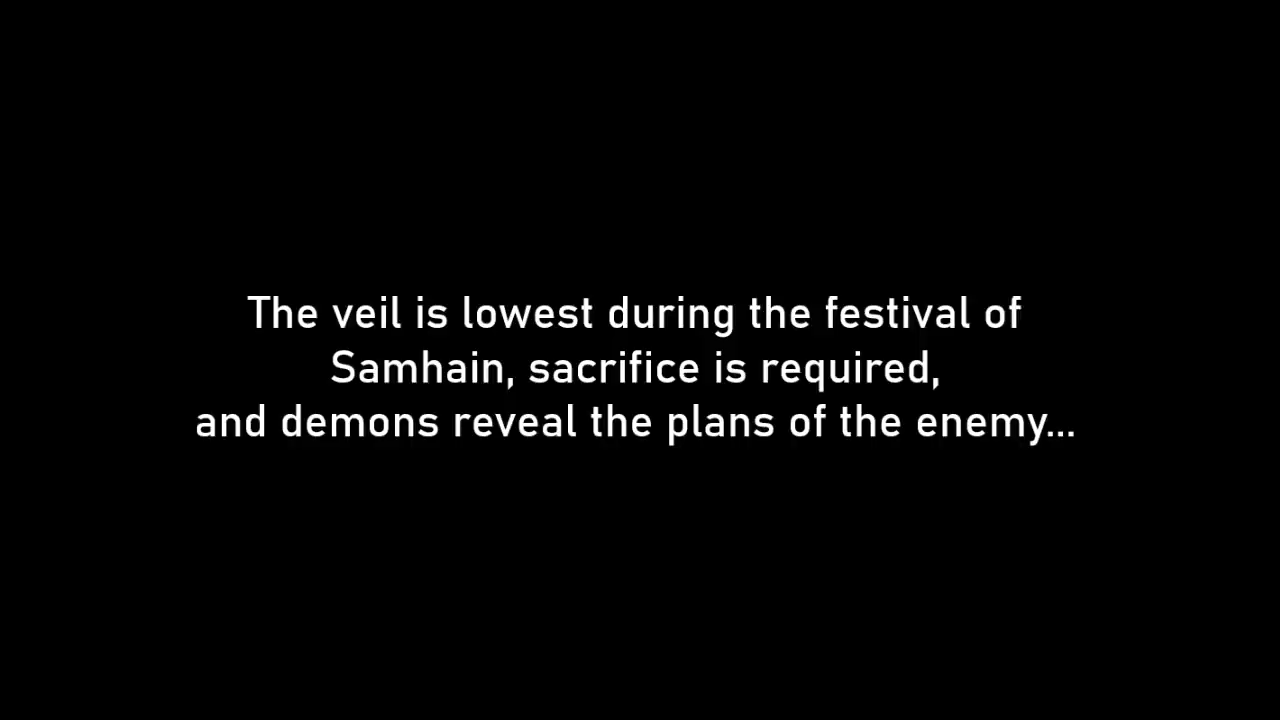 The veil is lowest during the festival of
Samhain, sacrifice is required,
and demons reveal the plans of the enemy...